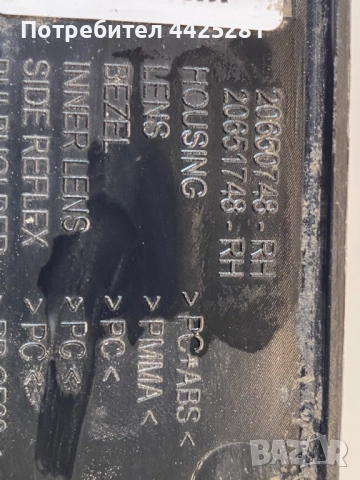 Потребител 4425281
20650748-RH
20651748-RH
HOUSING >PC+ABS<
LENS >PMMA<
BEZEL >PC<
INNER LENS >PC<
SIDE REFLEX >PC<
BAZAR